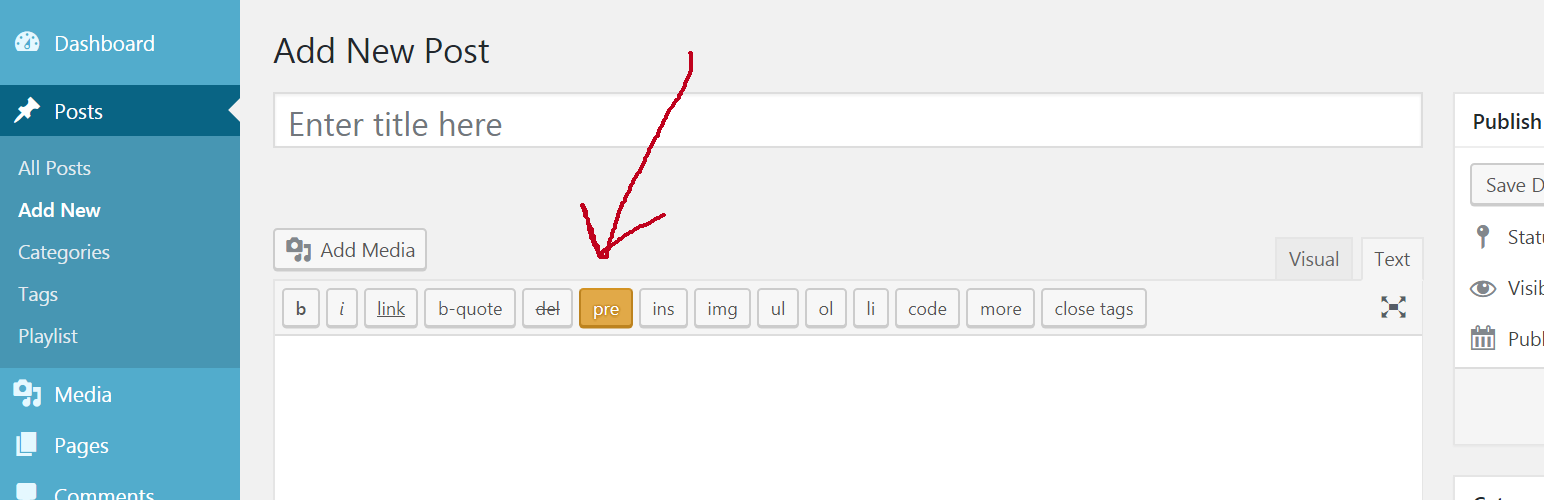 Dashboard
Posts
All Posts
Add New
Categories
Tags
Playlist
Media
Pages
Comments
Add New Post
Enter title here
Add Media
Visual Text
b i link b-quote del pre ins img ul ol li code more close tags
Publish
Save D
Statu
Visib
Publ